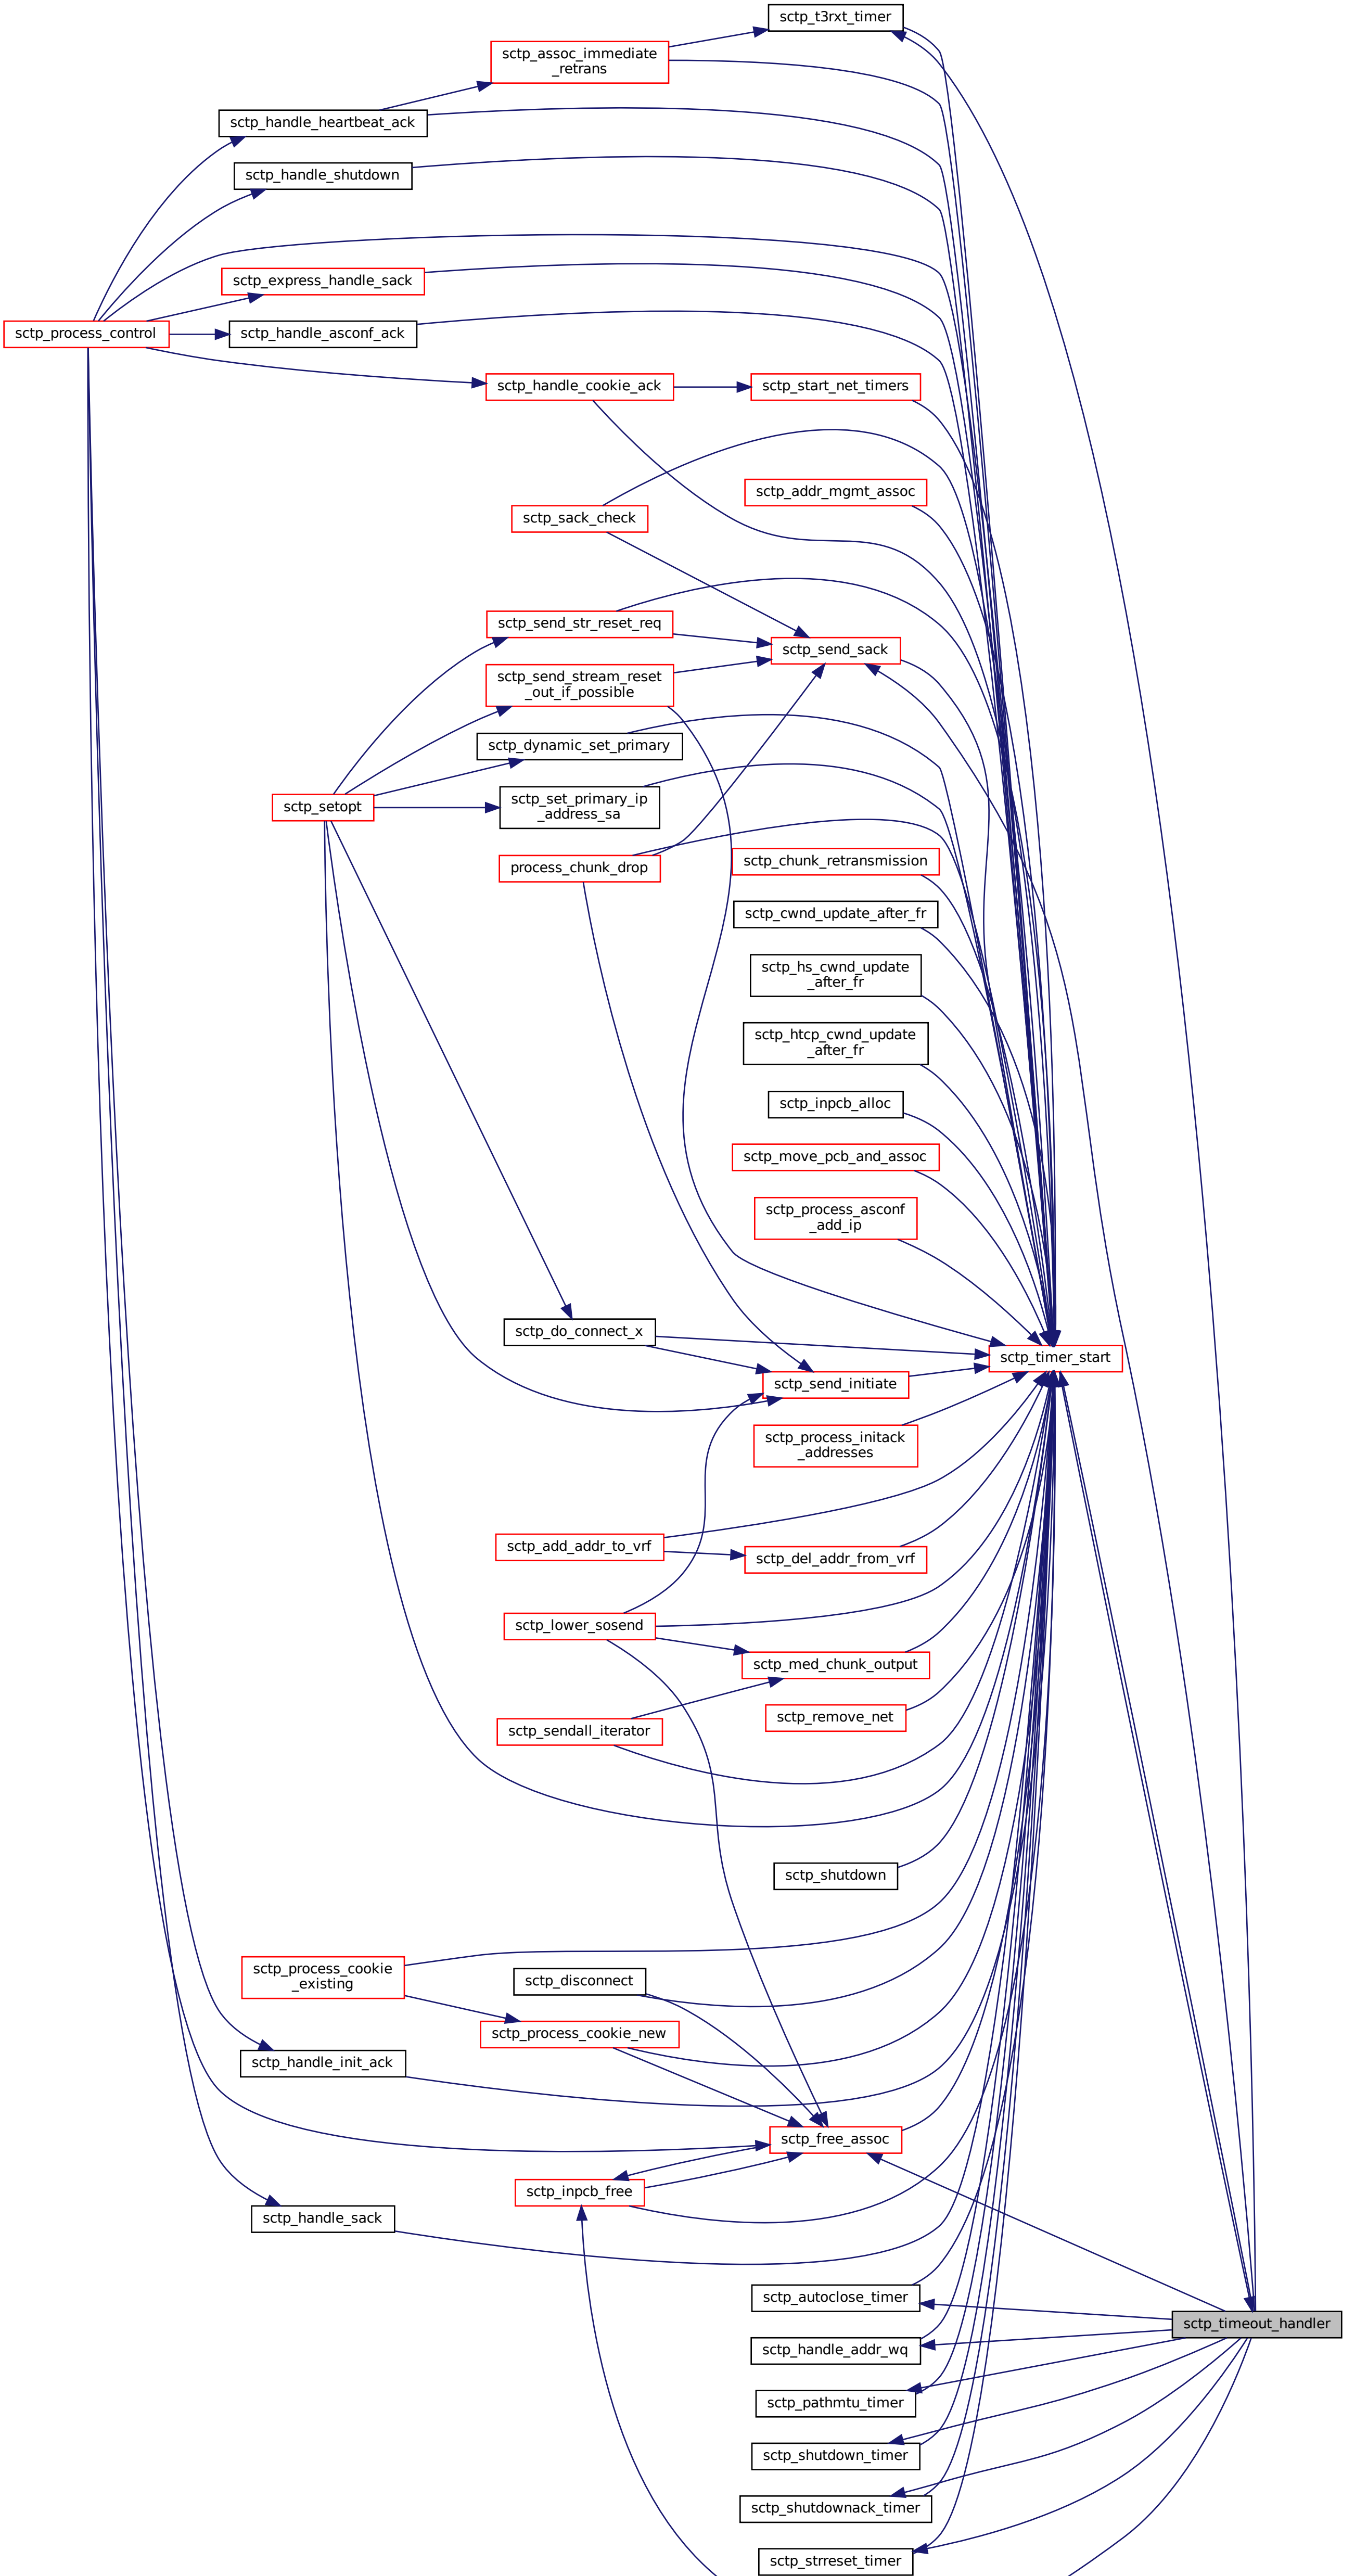 sctp_t3rxt_timer
sctp_assoc_immediate
_retrans
sctp_handle_heartbeat_ack
sctp_handle_shutdown
sctp_express_handle_sack
sctp_process_control
sctp_handle_asconf_ack
sctp_handle_cookie_ack
sctp_start_net_timers
sctp_addr_mgmt_assoc
sctp_sack_check
sctp_send_str_reset_req
sctp_send_sack
sctp_send_stream_reset
_out_if_possible
sctp_dynamic_set_primary
sctp_setopt
sctp_set_primary_ip
_address_sa
process_chunk_drop
sctp_chunk_retransmission
sctp_cwnd_update_after_fr
sctp_hs_cwnd_update
_after_fr
sctp_htcp_cwnd_update
_after_fr
sctp_inpcb_alloc
sctp_move_pcb_and_assoc
sctp_process_asconf
_add_ip
sctp_do_connect_x
sctp_timer_start
sctp_send_initiate
sctp_process_initack
_addresses
sctp_add_addr_to_vrf
sctp_del_addr_from_vrf
sctp_lower_sosend
sctp_med_chunk_output
sctp_remove_net
sctp_sendall_iterator
sctp_shutdown
sctp_process_cookie
_existing
sctp_disconnect
sctp_process_cookie_new
sctp_handle_init_ack
sctp_free_assoc
sctp_inpcb_free
sctp_handle_sack
sctp_autoclose_timer
sctp_timeout_handler
sctp_handle_addr_wq
sctp_pathmtu_timer
sctp_shutdown_timer
sctp_shutdownack_timer
sctp_strreset_timer